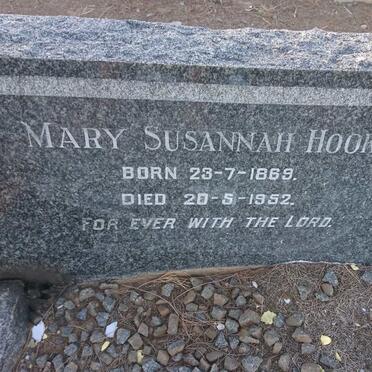 MARY SUSANNAH HOOK
BORN 23-7-1869.
DIED 20-5-1952.
FOR EVER WITH THE LORD.